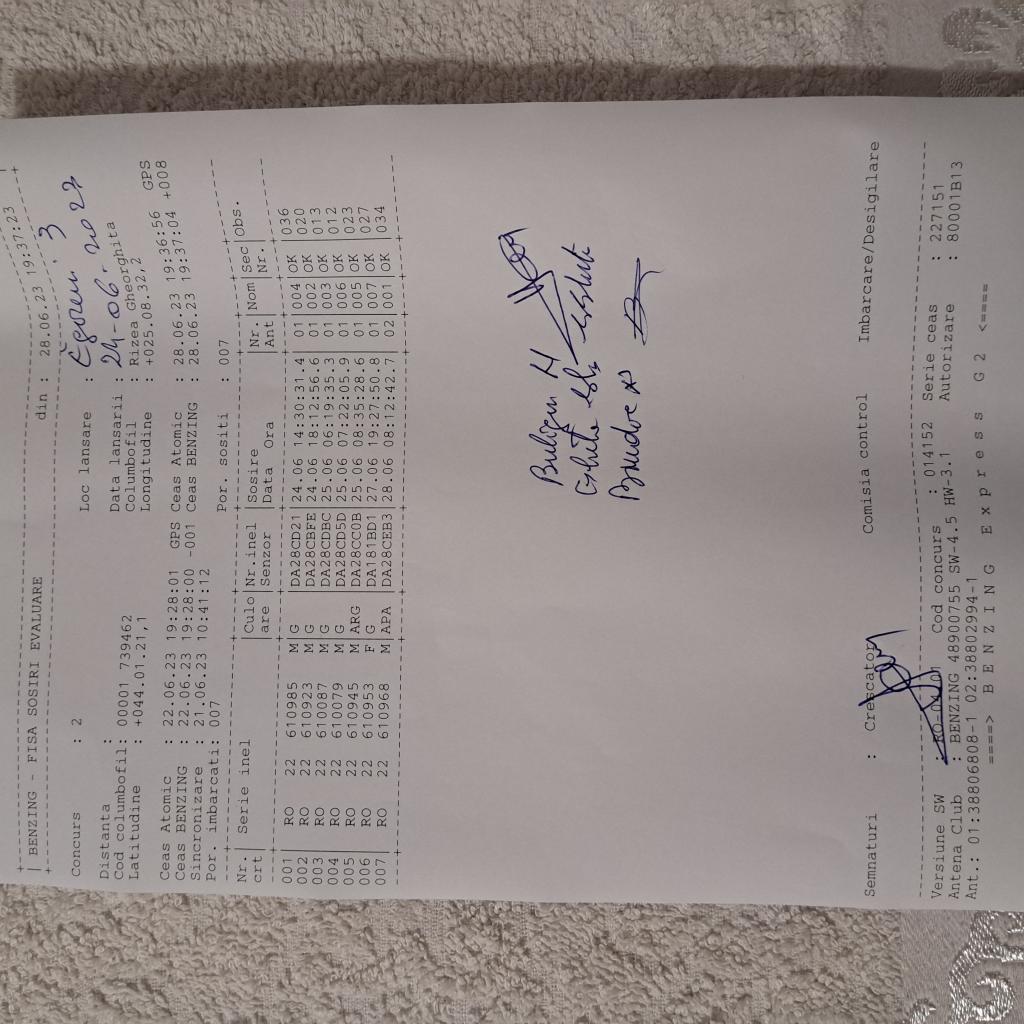 BENZING - FISA SOSIRI EVALUARE din : 28.06.23 19:37:23
Concurs : 2 Loc lansare : 3
Distanta : Data lansarii : 24-06-
Cod columbofil: 00001 739462 Columbofil : Rizea Gheorghita
Latitudine : +044.01.21,1 Longitudine : +025.08.32,2 GPS
Ceas Atomic : 22.06.23 19:28:01 GPS Ceas Atomic : 28.06.23 19:36:56 GPS
Ceas BENZING : 22.06.23 19:28:00 -001 Ceas BENZING : 28.06.23 19:37:04 +008
Sincronizare : 21.06.23 10:41:12
Por. imbarcati: 007 Por. sositi : 007
Nr. | Serie inel |Culo|Nr.inel |Sosire |Nr. |Nom|Sec|Obs.
crt | are |Senzor |Data Ora |Ant | |Nr.|
001 | RO 22 610985 M | G |DA28CD21|24.06 14:30:31.4| 01 |004| OK |036
002 | RO 22 610923 M | G |DA28CBFE|24.06 18:12:56.6| 01 |002| OK |020
003 | RO 22 610087 M | G |DA28CDBC|25.06 06:19:35.3| 01 |003| OK |013
004 | RO 22 610079 M | G |DA28CD5D|25.06 07:22:05.9| 01 |006| OK |012
005 | RO 22 610945 M | ARG |DA28CC0B|25.06 08:35:28.6| 01 |005| OK |023
006 | RO 22 610953 F | G |DA181BD1|27.06 19:27:50.8| 01 |007| OK |027
007 | RO 22 610968 M | APA |DA28CEB3|28.06 08:12:42.7| 02 |001| OK |034
Semnaturi : Crescator Comisia control Imbarcare/Desigilare
Versiune SW : Cod concurs : 014152 Serie ceas : 227151
Antena Club : BENZING 48900755 SW-4.5 HW-3.1 Autorizare : 80001B13
Ant.: 01:38806808-1 02:38802994-1
====> B E N Z I N G E x p r e s s G 2 <====